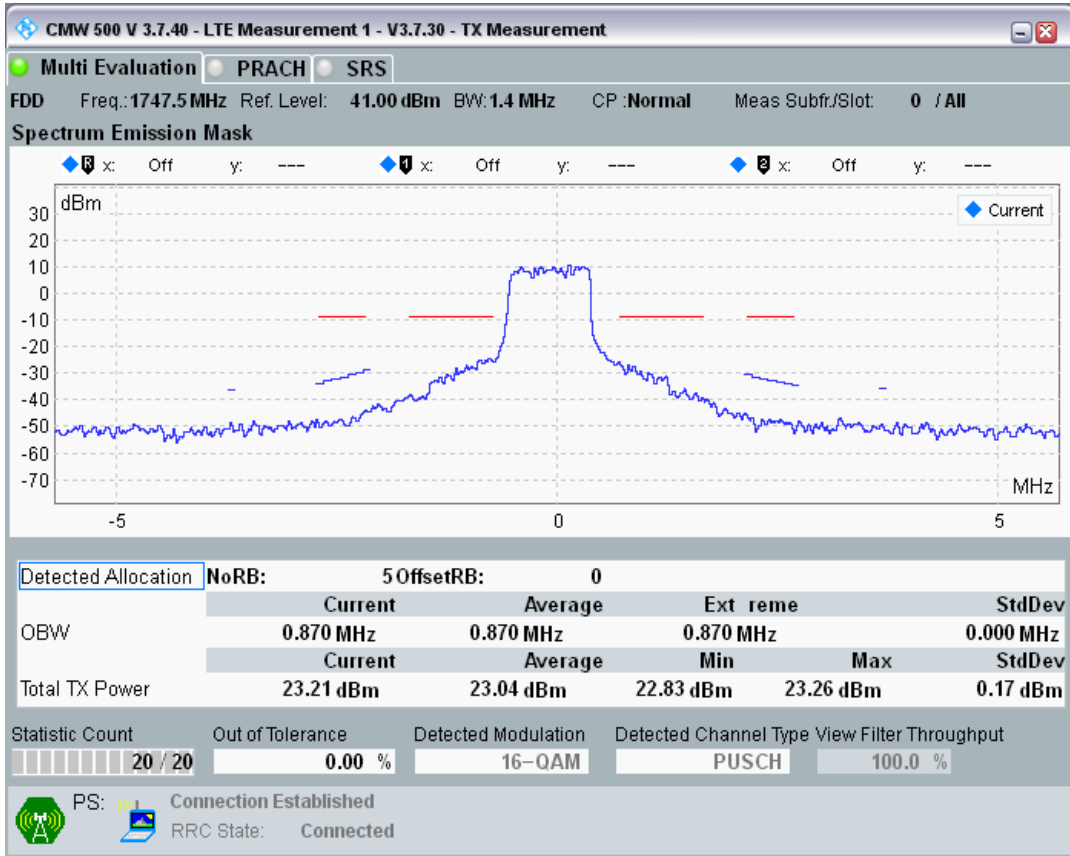 CMW 500 V 3.7.40 - LTE Measurement 1 - V3.7.30 - TX Measurement
Multi Evaluation PRACH SRS
FDD Freq.: 1747.5 MHz Ref. Level: 41.00 dBm BW: 1.4 MHz CP : Normal Meas Subfr./Slot: 0 / All
Spectrum Emission Mask
R x: Off y: --- 1 x: Off y: --- 2 x: Off y: ---
dBm
Current
30
20
10
0
-10
-20
-30
-40
-50
-60
-70
MHz
-5 0 5
Detected Allocation NoRB: 5 OffsetRB: 0
Current Average Ext reme StdDev
OBW 0.870 MHz 0.870 MHz 0.870 MHz 0.000 MHz
Current Average Min Max StdDev
Total TX Power 23.21 dBm 23.04 dBm 22.83 dBm 23.26 dBm 0.17 dBm
Statistic Count Out of Tolerance Detected Modulation Detected Channel Type View Filter Throughput
20 / 20 0.00 % 16-QAM PUSCH 100.0 %
PS: Connection Established
RRC State: Connected